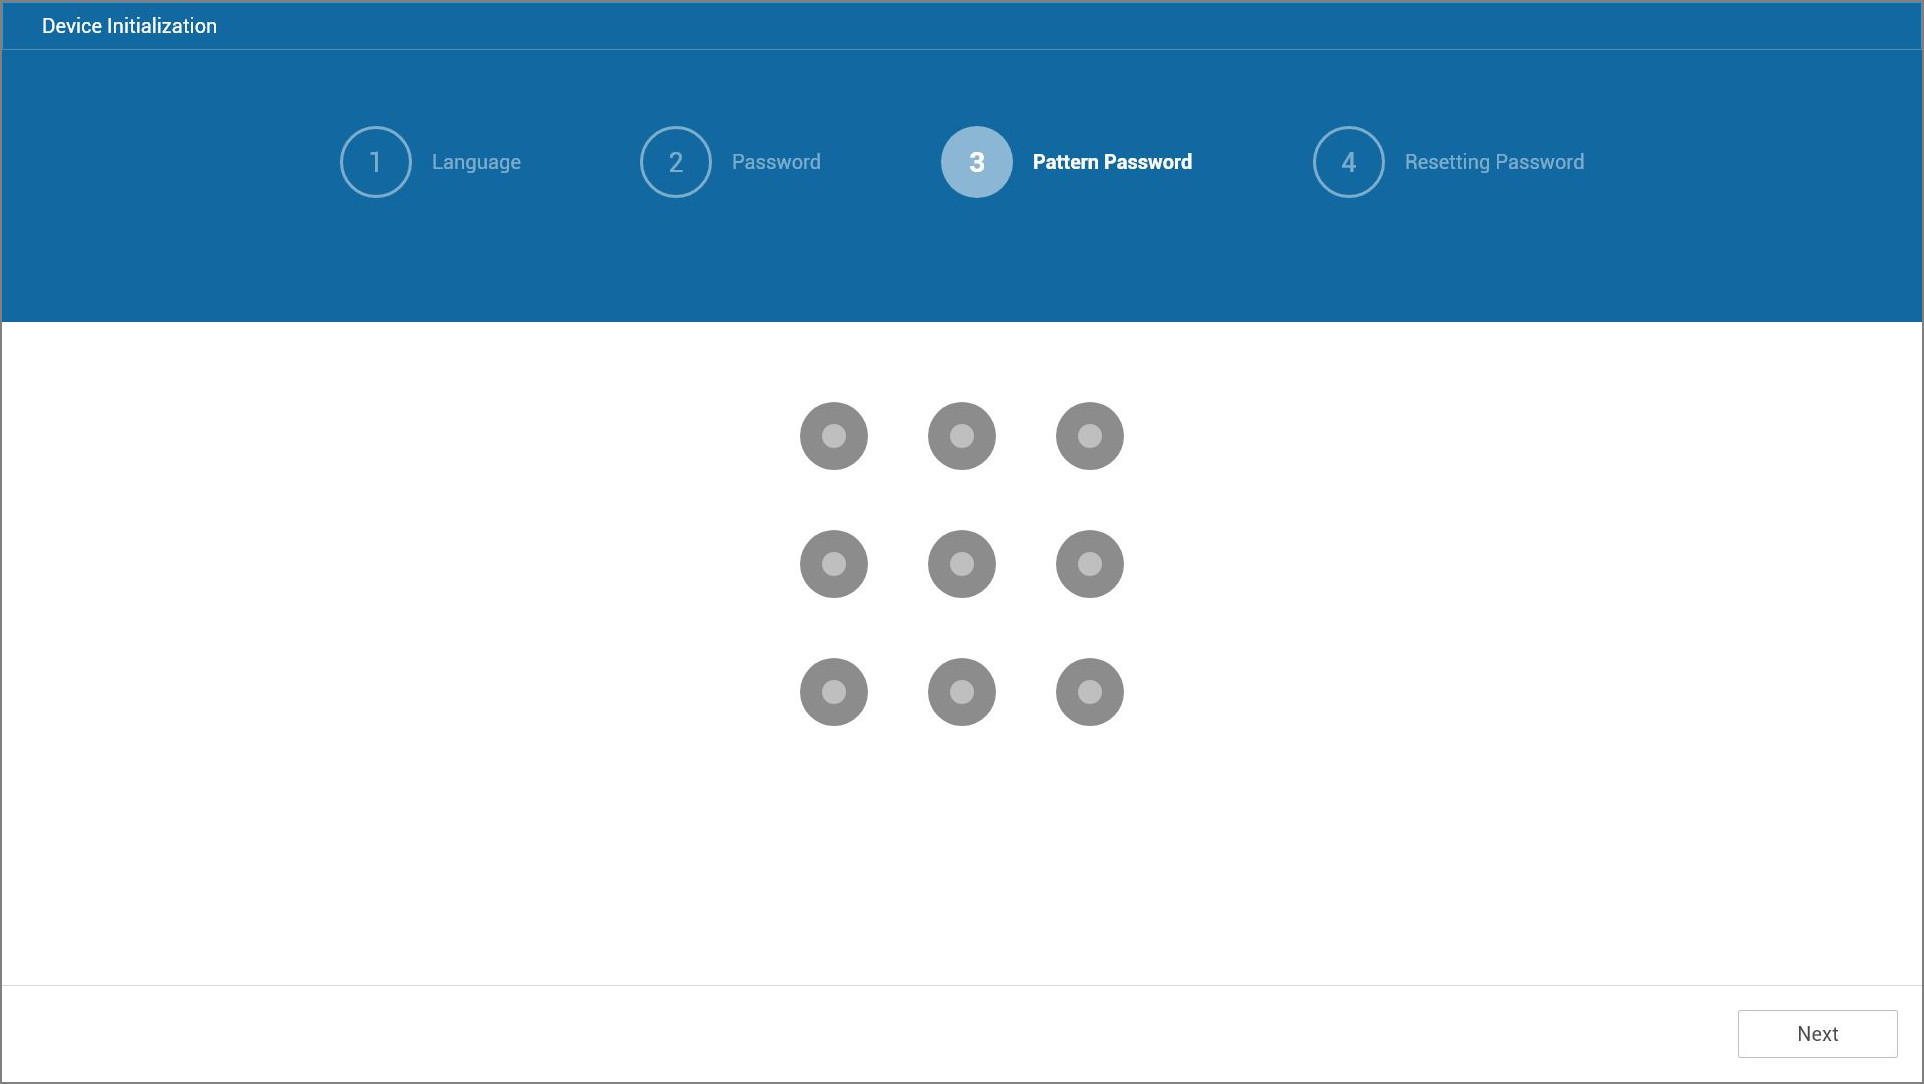 Device Initialization
1 Language 2 Password 3 Pattern Password 4 Resetting Password
Next